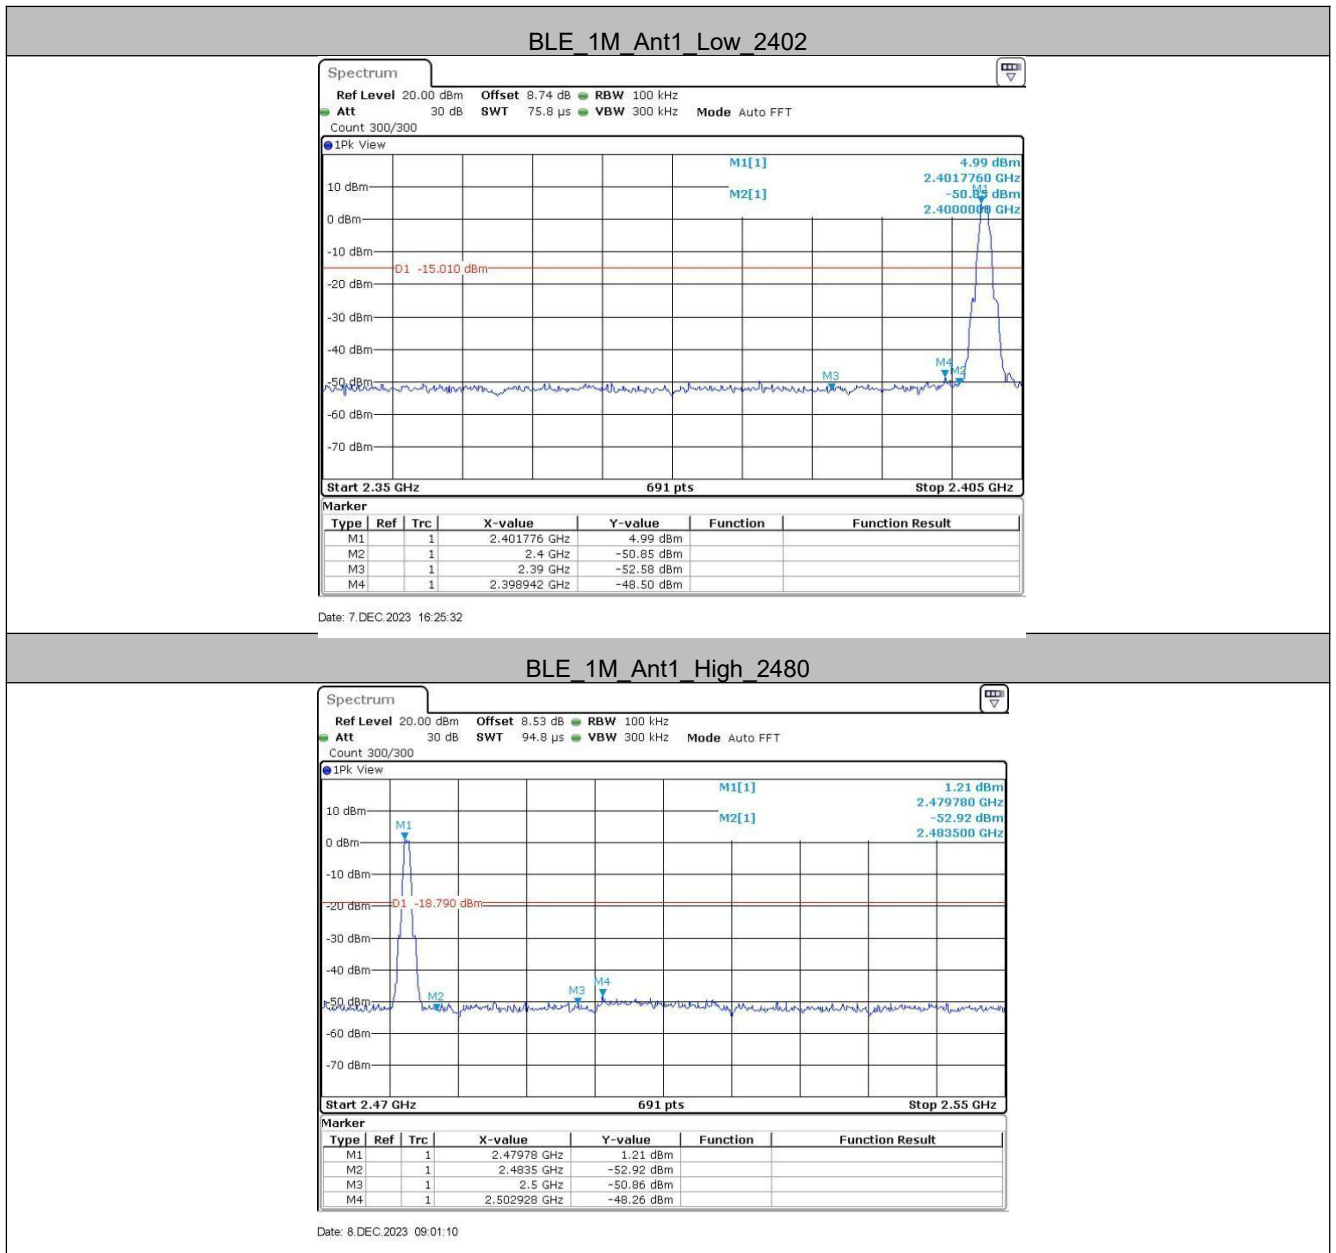 BLE_1M_Ant1_Low_2402
Spectrum
Ref Level 20.00 dBm Offset 8.74 dB RBW 100 kHz
Att 30 dB SWT 75.8 µs VBW 300 kHz Mode Auto FFT
Count 300/300
1Pk View
M1[1] 4.99 dBm
2.4017760 GHz
M2[1] -50.85 dBm
2.4000000 GHz
M1
10 dBm
0 dBm
-10 dBm
D1 -15.010 dBm
-20 dBm
-30 dBm
-40 dBm
M4
M2
M3
-50 dBm
-60 dBm
-70 dBm
Start 2.35 GHz 691 pts Stop 2.405 GHz
Marker
Type Ref Trc X-value Y-value Function Function Result
M1 1 2.401776 GHz 4.99 dBm
M2 1 2.4 GHz -50.85 dBm
M3 1 2.39 GHz -52.58 dBm
M4 1 2.398942 GHz -48.50 dBm
Date: 7.DEC.2023 16:25:32
BLE_1M_Ant1_High_2480
Spectrum
Ref Level 20.00 dBm Offset 8.53 dB RBW 100 kHz
Att 30 dB SWT 94.8 µs VBW 300 kHz Mode Auto FFT
Count 300/300
1Pk View
M1[1] 1.21 dBm
2.479780 GHz
M2[1] -52.92 dBm
2.483500 GHz
10 dBm
M1
0 dBm
-10 dBm
-20 dBm
D1 -18.790 dBm
-30 dBm
-40 dBm
M4
M3
M2
-50 dBm
-60 dBm
-70 dBm
Start 2.47 GHz 691 pts Stop 2.55 GHz
Marker
Type Ref Trc X-value Y-value Function Function Result
M1 1 2.47978 GHz 1.21 dBm
M2 1 2.4835 GHz -52.92 dBm
M3 1 2.5 GHz -50.86 dBm
M4 1 2.502928 GHz -48.26 dBm
Date: 8.DEC.2023 09:01:10